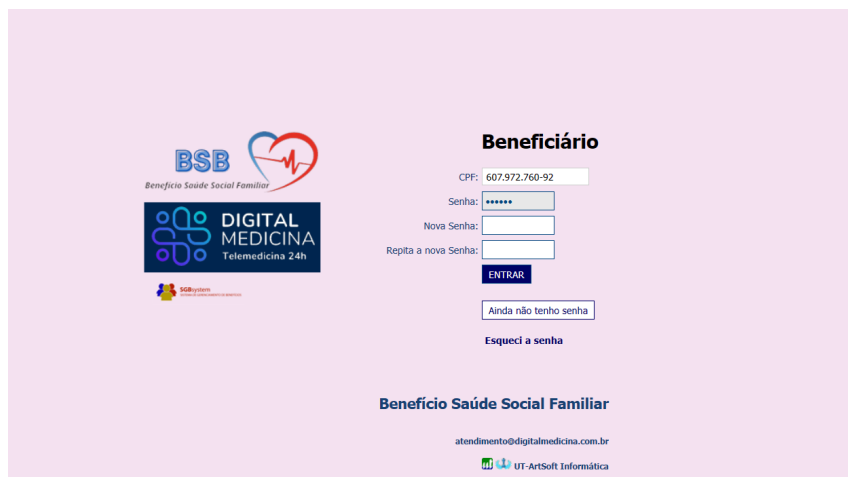 BSB
Benefício Saúde Social Familiar
DIGITAL
MEDICINA
Telemedicina 24h
SGBsystem
Beneficiário
CPF: 607.972.760-92
Senha: ••••••
Nova Senha:
Repita a nova Senha:
ENTRAR
Ainda não tenho senha
Esqueci a senha
Benefício Saúde Social Familiar
atendimento@digitalmedicina.com.br
UT-ArtSoft Informática